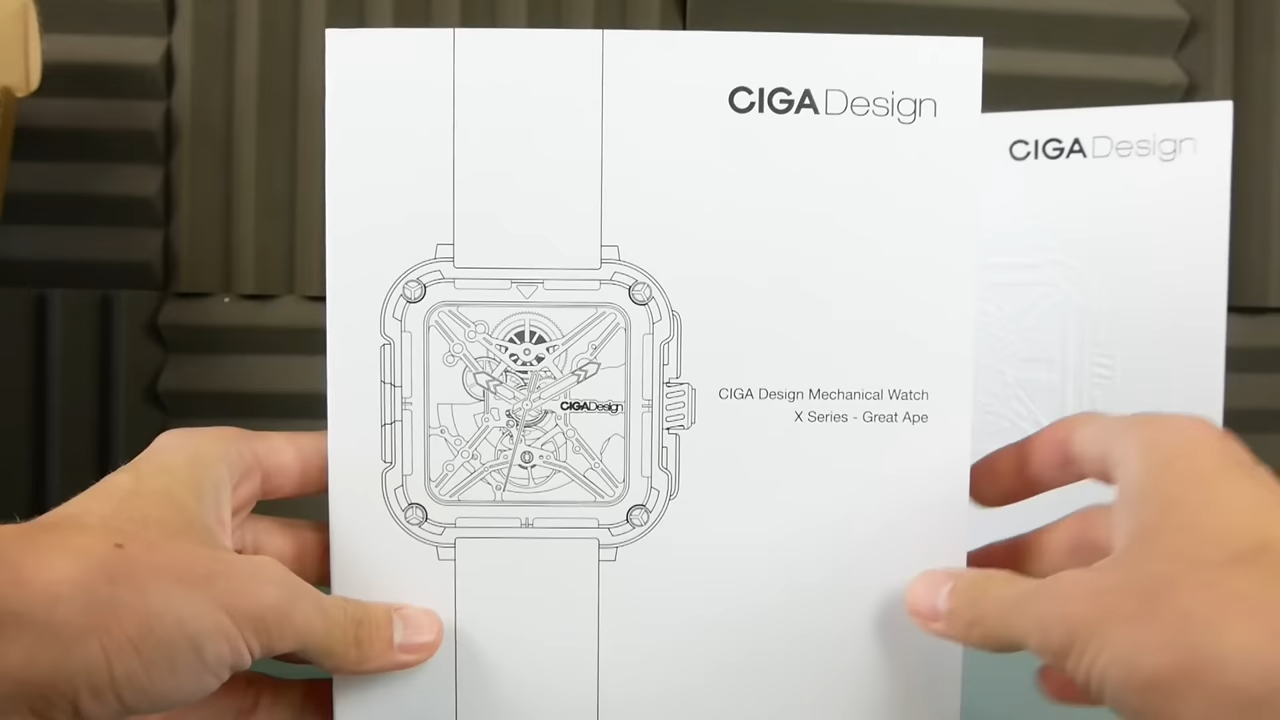 CIGA Design
CIGA Design
CIGA Design Mechanical Watch
X Series - Great Ape
CIGA Design